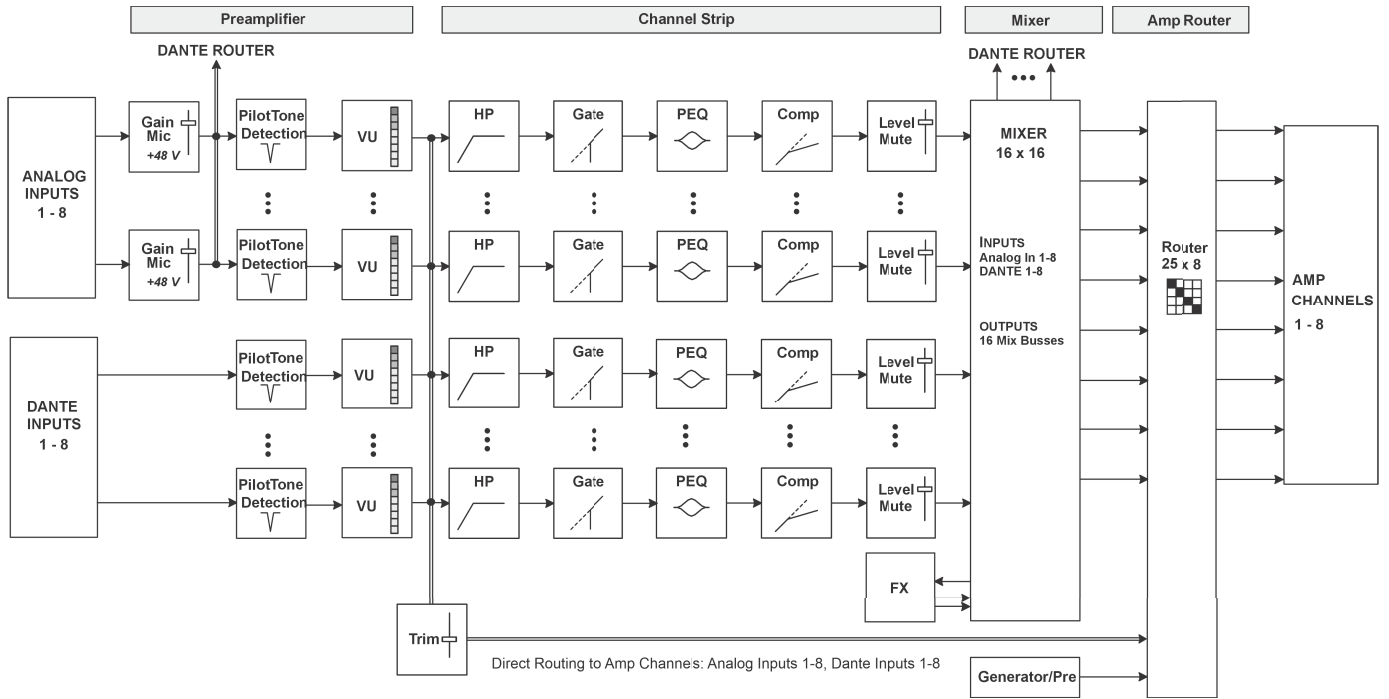 Preamplifier
Channel Strip
Mixer
Amp Router
DANTE ROUTER
DANTE ROUTER
ANALOG
INPUTS
1 - 8
Gain
Mic
+48 V
PilotTone
Detection
VU
HP
Gate
PEQ
Comp
Level
Mute
MIXER
16 x 16
Gain
Mic
+48 V
PilotTone
Detection
VU
HP
Gate
PEQ
Comp
Level
Mute
INPUTS
Analog In 1-8
DANTE 1-8
OUTPUTS
16 Mix Busses
Router
25 x 8
AMP
CHANNELS
1 - 8
DANTE
INPUTS
1 - 8
PilotTone
Detection
VU
HP
Gate
PEQ
Comp
Level
Mute
PilotTone
Detection
VU
HP
Gate
PEQ
Comp
Level
Mute
FX
Trim
Direct Routing to Amp Channels: Analog Inputs 1-8, Dante Inputs 1-8
Generator/Pre